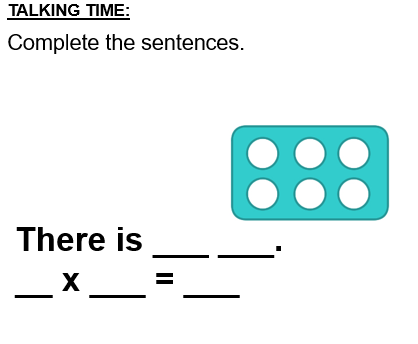 TALKING TIME:
Complete the sentences.
There is ___ ___.
__ x ___ = ___